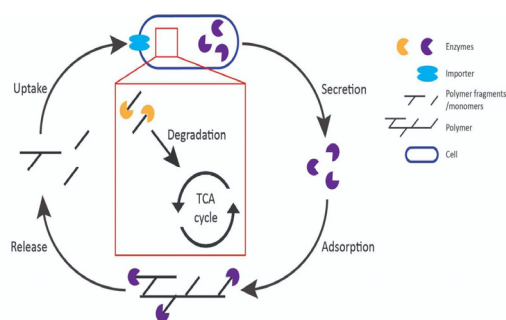 Enzymes
Importer
Polymer fragments
/monomers
Polymer
Cell
Uptake
Secretion
Degradation
TCA
cycle
Release
Adsorption